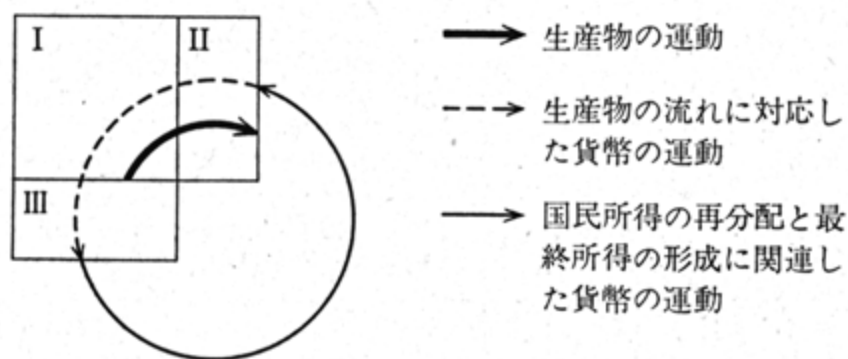 I
II
III
生産物の運動
生産物の流れに対応し
た貨幣の運動
国民所得の再分配と最
終所得の形成に関連し
た貨幣の運動